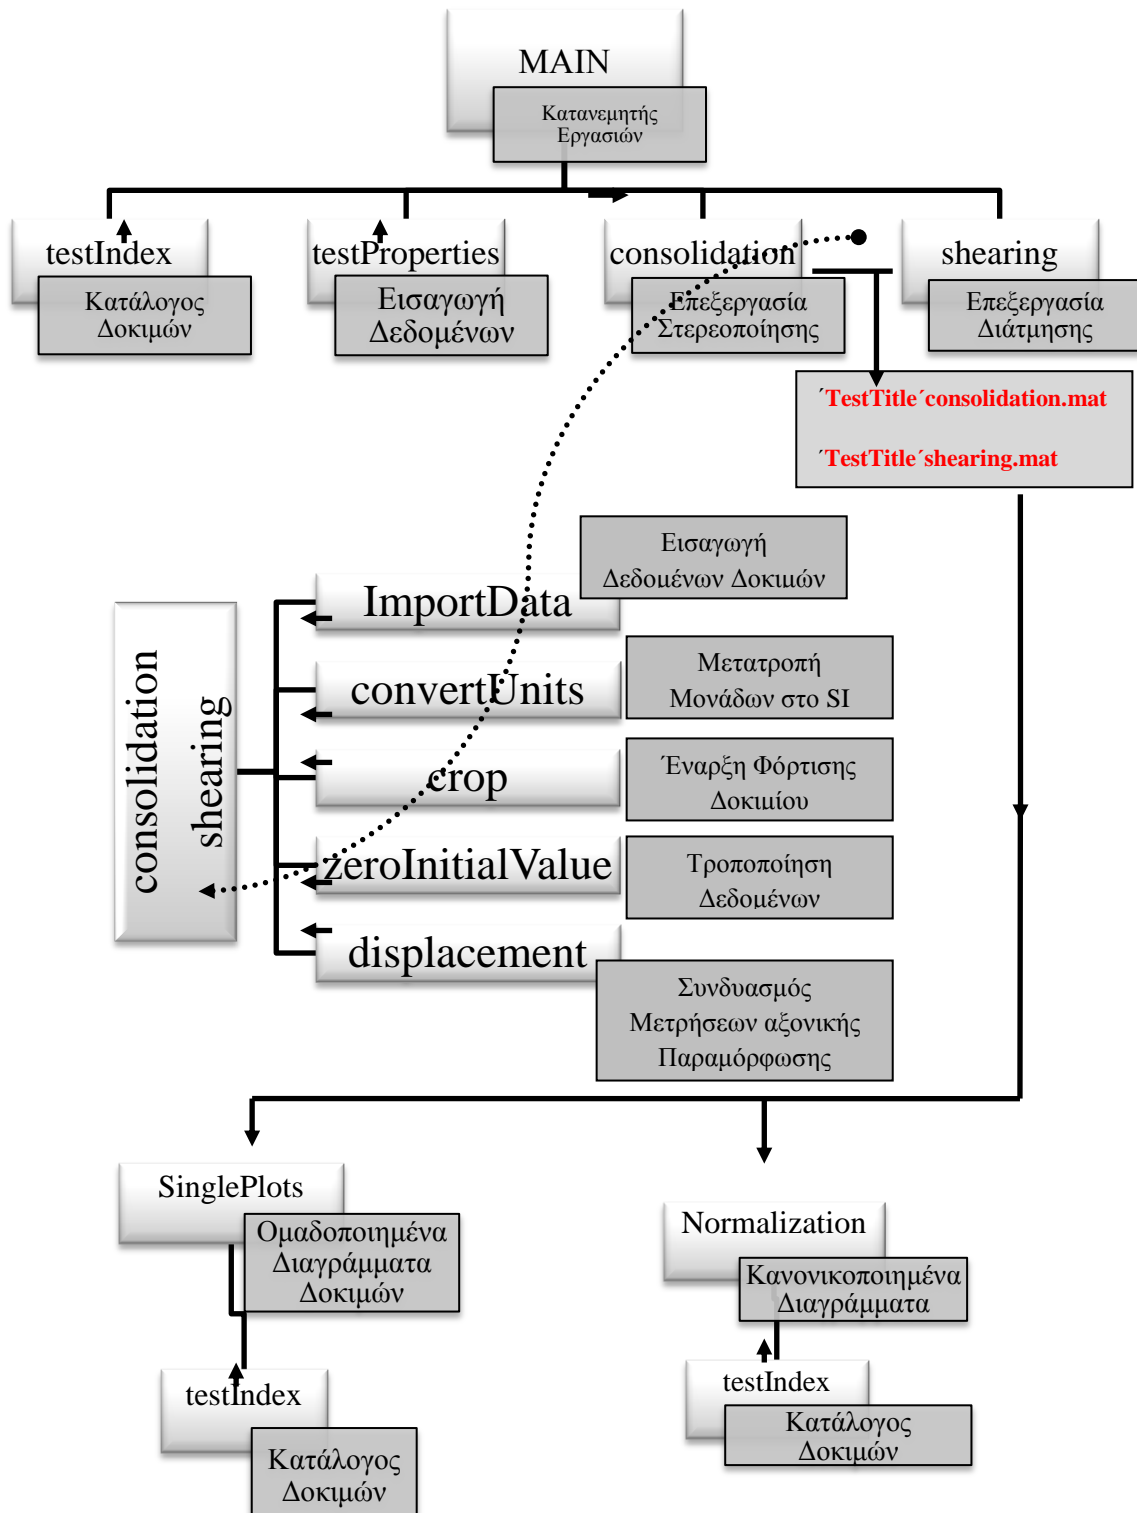 MAIN
Κατανεμητής
Εργασιών
testIndex
Κατάλογος
Δοκιμών
testProperties
Εισαγωγή
Δεδομένων
consolidation
Επεξεργασία
Στερεοποίησης
shearing
Επεξεργασία
Διάτμησης
΄TestTitle΄consolidation.mat
΄TestTitle΄shearing.mat
consolidation
shearing
ImportData
Εισαγωγή
Δεδομένων Δοκιμών
convertUnits
Μετατροπή
Μονάδων στο SI
crop
Έναρξη Φόρτισης
Δοκιμίου
zeroInitialValue
Τροποποίηση
Δεδομένων
displacement
Συνδυασμός
Μετρήσεων αξονικής
Παραμόρφωσης
SinglePlots
Ομαδοποιημένα
Διαγράμματα
Δοκιμών
testIndex
Κατάλογος
Δοκιμών
Normalization
Κανονικοποιημένα
Διαγράμματα
testIndex
Κατάλογος
Δοκιμών